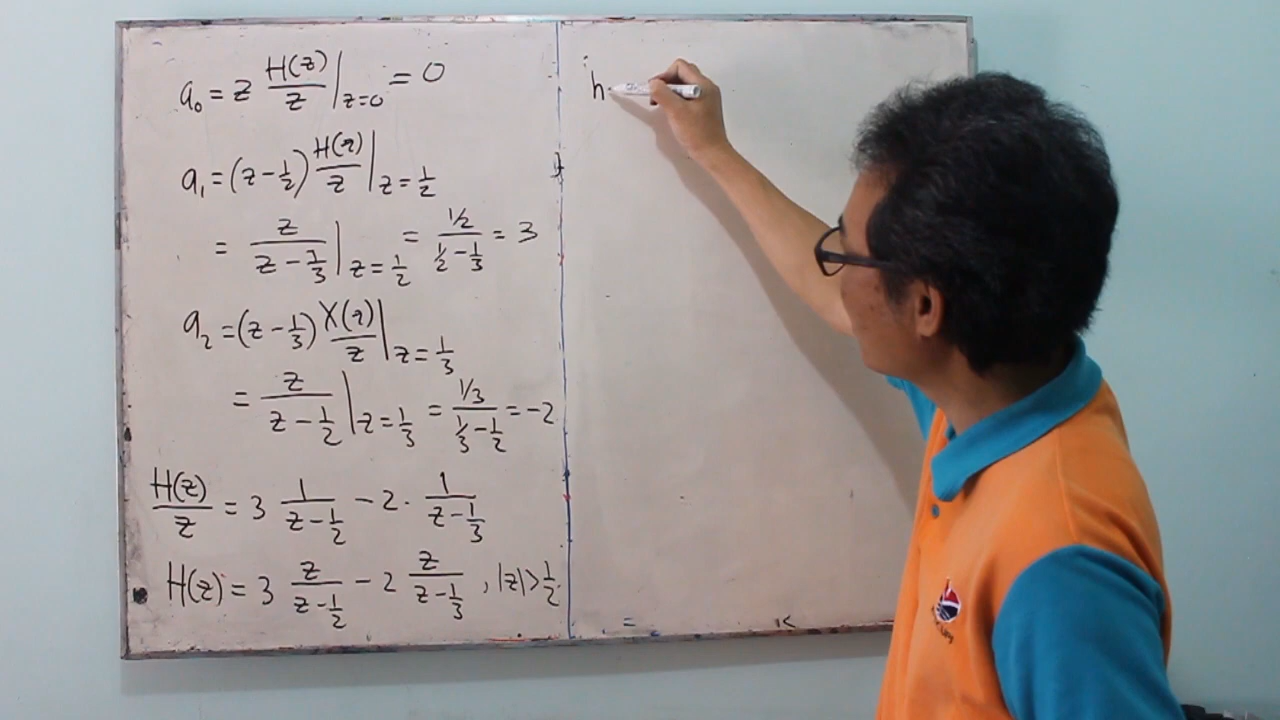 a₀ = z H(z)/z |z=0 = 0
a₁ = (z - 1/2) H(z)/z |z = 1/2
= z/(z - 1/3) |z = 1/2 = (1/2)/(1/2 - 1/3) = 3
a₂ = (z - 1/3) X(z)/z |z = 1/3
= z/(z - 1/2) |z = 1/3 = (1/3)/(1/3 - 1/2) = -2
H(z)/z = 3 1/(z - 1/2) - 2 · 1/(z - 1/3)
H(z) = 3 z/(z - 1/2) - 2 z/(z - 1/3) , |z| > 1/2.
h